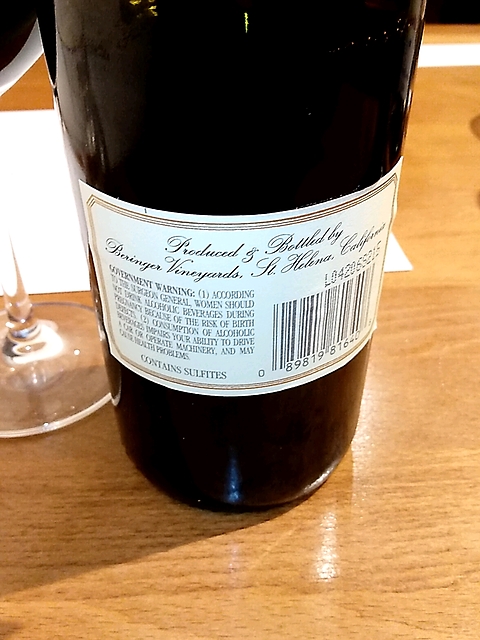 Produced & Bottled by
Beringer Vineyards, St. Helena, California
GOVERNMENT WARNING: (1) ACCORDING
TO THE SURGEON GENERAL, WOMEN SHOULD
NOT DRINK ALCOHOLIC BEVERAGES DURING
PREGNANCY BECAUSE OF THE RISK OF BIRTH
DEFECTS. (2) CONSUMPTION OF ALCOHOLIC
BEVERAGES IMPAIRS YOUR ABILITY TO DRIVE
A CAR OR OPERATE MACHINERY, AND MAY
CAUSE HEALTH PROBLEMS.
CONTAINS SULFITES
0 89819